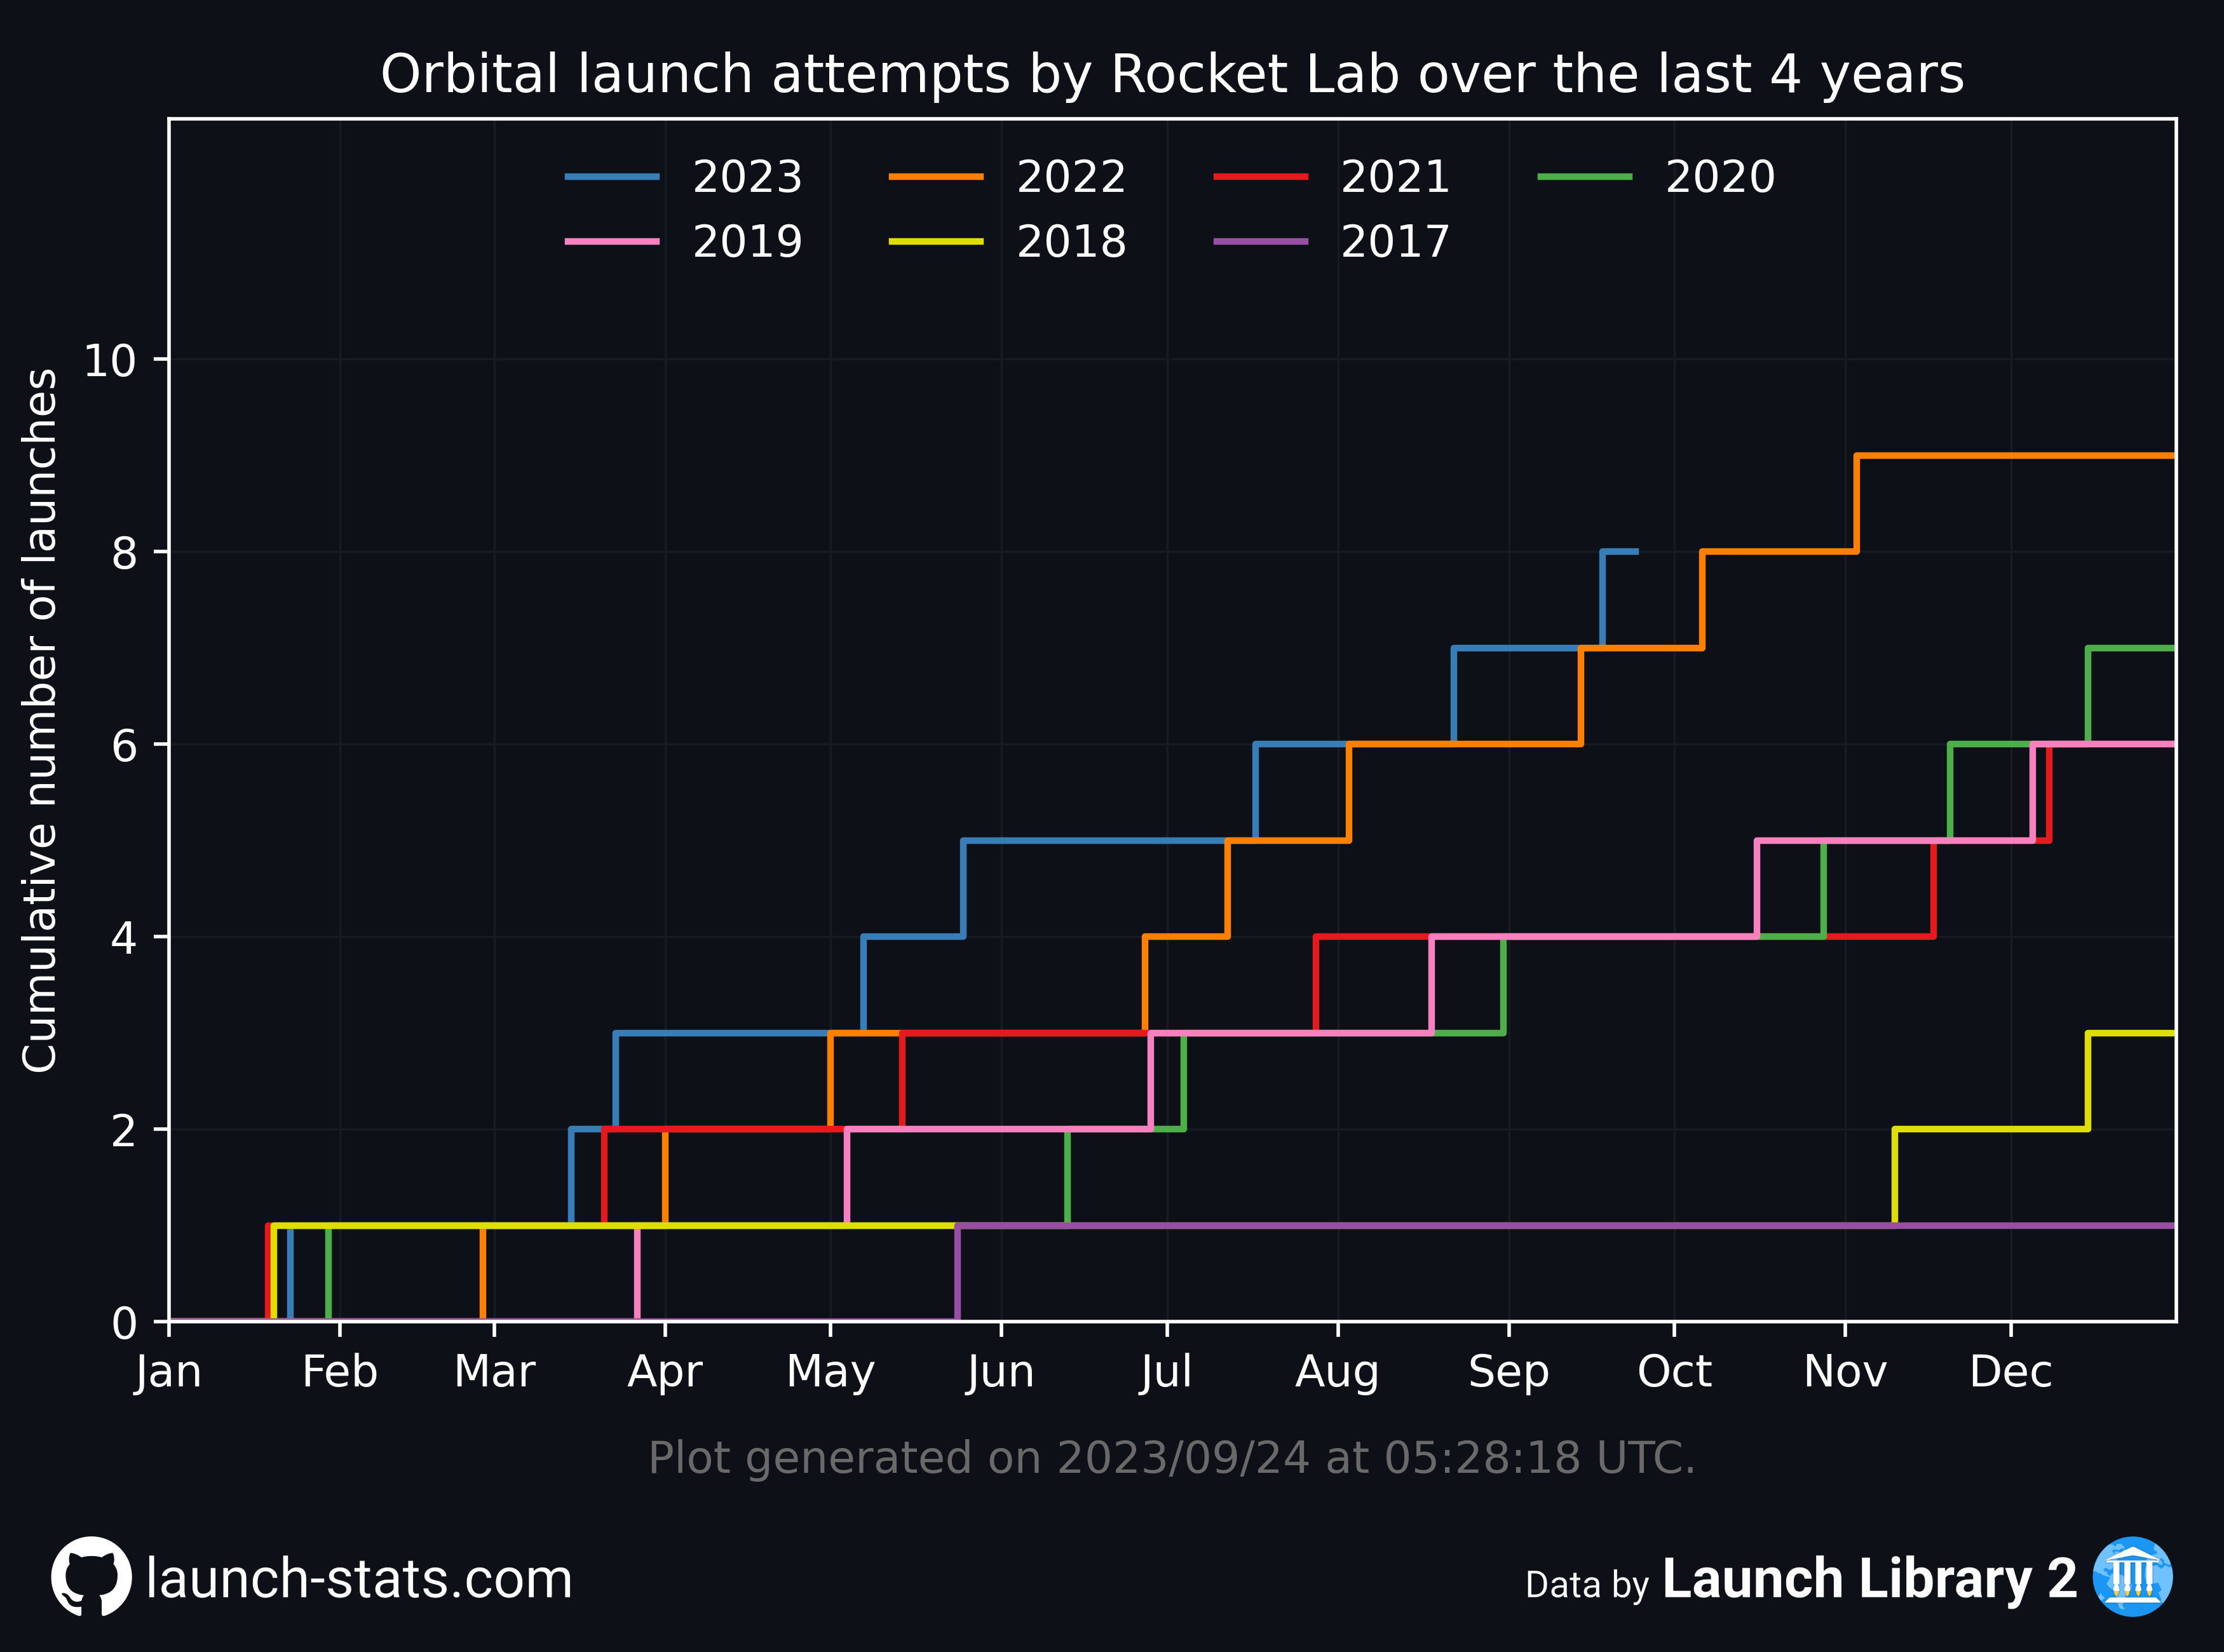 Orbital launch attempts by Rocket Lab over the last 4 years
2023 2022 2021 2020
2019 2018 2017
Cumulative number of launches
10
8
6
4
2
0
Jan Feb Mar Apr May Jun Jul Aug Sep Oct Nov Dec
Plot generated on 2023/09/24 at 05:28:18 UTC.
launch-stats.com
Data by Launch Library 2